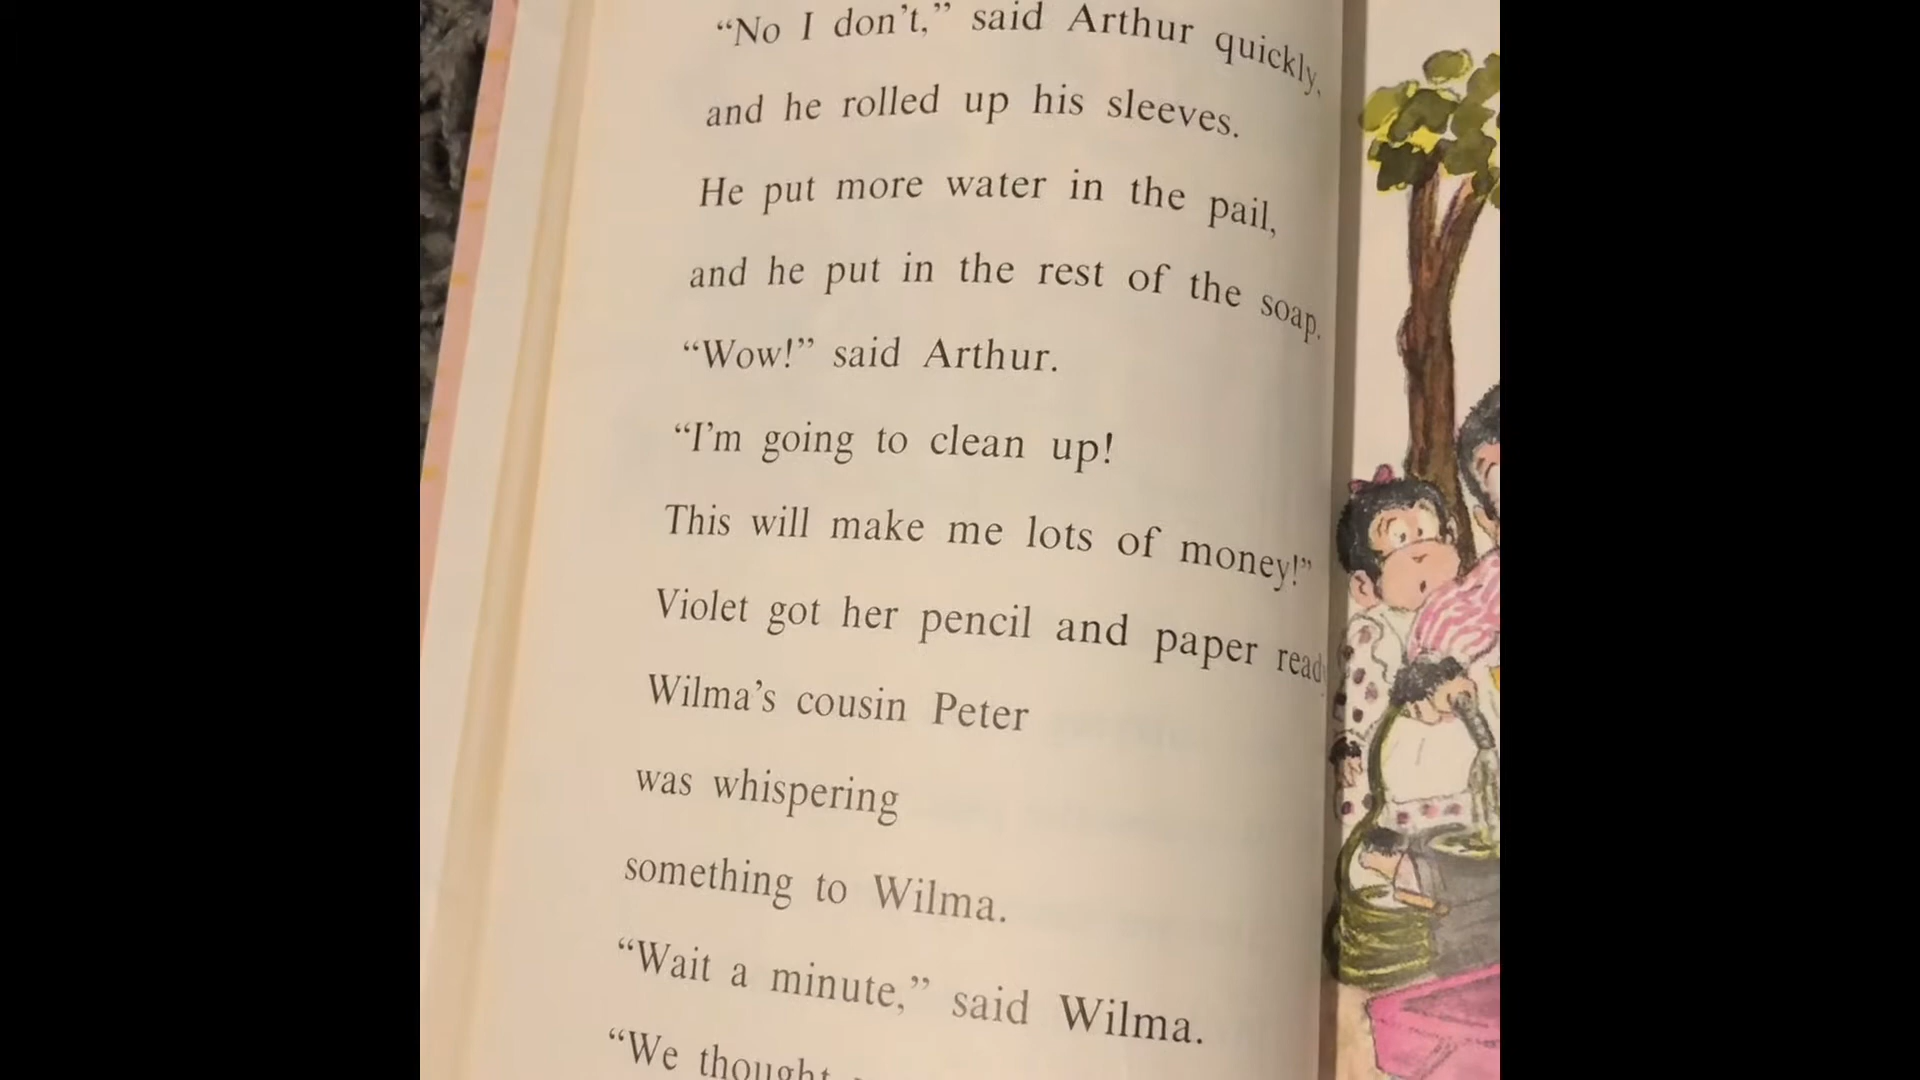 “No I don't,” said Arthur quickly,
and he rolled up his sleeves.
He put more water in the pail,
and he put in the rest of the soap.
“Wow!” said Arthur.
“I'm going to clean up!
This will make me lots of money!”
Violet got her pencil and paper
Wilma's cousin Peter
was whispering
something to Wilma.
“Wait a minute,” said Wilma.
“We thought